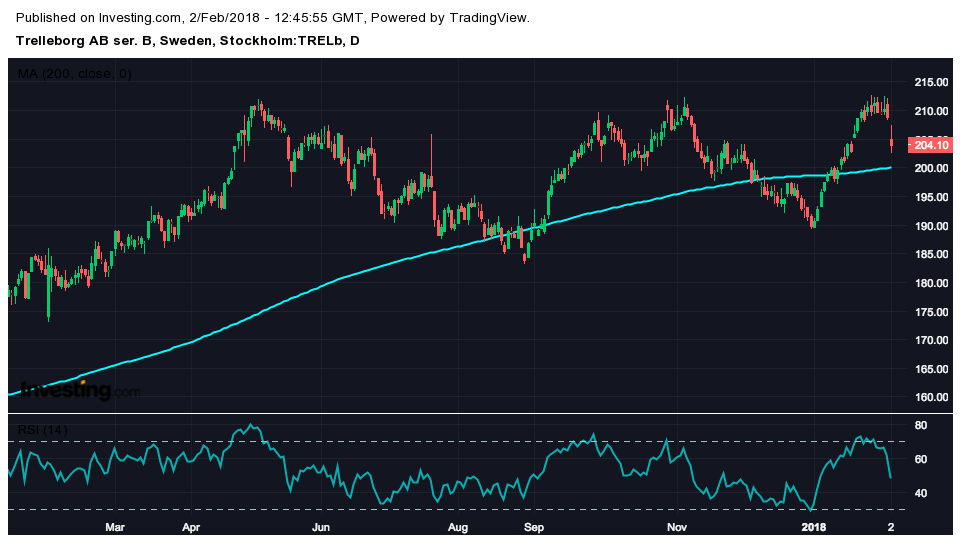 Published on Investing.com, 2/Feb/2018 - 12:45:55 GMT, Powered by TradingView.
Trelleborg AB ser. B, Sweden, Stockholm:TRELb, D
MA (200, close, 0)
215.00
210.00
205.00
204.10
200.00
195.00
190.00
185.00
180.00
175.00
170.00
165.00
160.00
Investing.com
RSI (14)
80
60
40
Mar Apr Jun Aug Sep Nov 2018 2